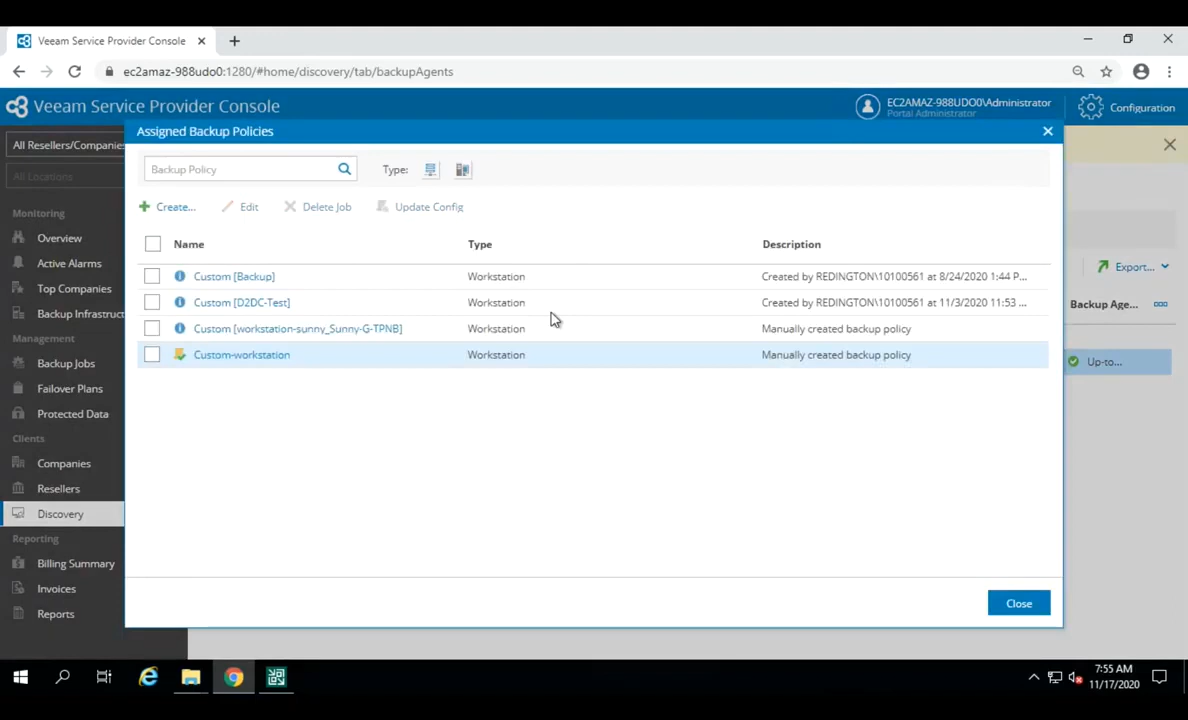 Veeam Service Provider Console
ec2amaz-988udo0:1280/#home/discovery/tab/backupAgents
Veeam Service Provider Console
EC2AMAZ-988UDO0\Administrator
Portal Administrator
Configuration
All Resellers/Companies
All Locations
Monitoring
Overview
Active Alarms
Top Companies
Backup Infrastruct
Management
Backup Jobs
Failover Plans
Protected Data
Clients
Companies
Resellers
Discovery
Reporting
Billing Summary
Invoices
Reports
Assigned Backup Policies
Backup Policy
Type:
Create...
Edit
Delete Job
Update Config
Name
Type
Description
Custom [Backup]
Workstation
Created by REDINGTON\10100561 at 8/24/2020 1:44 P...
Custom [D2DC-Test]
Workstation
Created by REDINGTON\10100561 at 11/3/2020 11:53 ...
Custom [workstation-sunny_Sunny-G-TPNB]
Workstation
Manually created backup policy
Custom-workstation
Workstation
Manually created backup policy
Close
Export...
Backup Age...
Up-to...
7:55 AM
11/17/2020